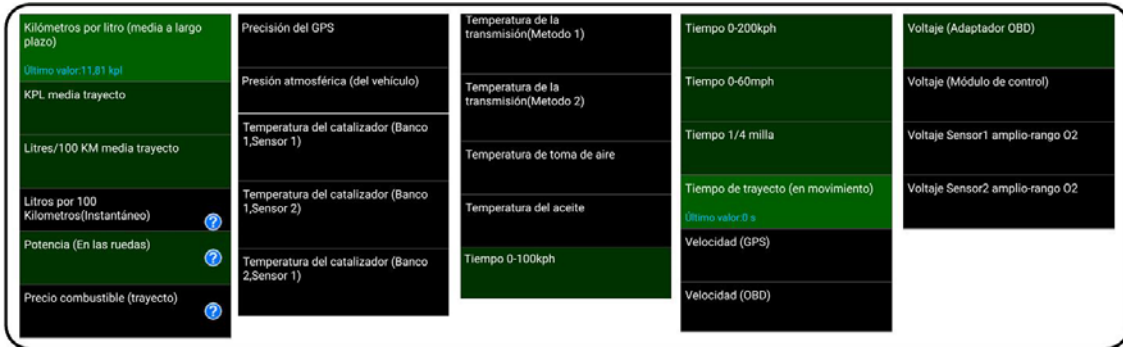 Kilómetros por litro (media a largo
plazo)
Último valor:11,81 kpl
KPL media trayecto
Litres/100 KM media trayecto
Litros por 100
Kilometros(Instantáneo)
?
Potencia (En las ruedas)
?
Precio combustible (trayecto)
?
Precisión del GPS
Presión atmosférica (del vehículo)
Temperatura del catalizador (Banco
1,Sensor 1)
Temperatura del catalizador (Banco
1,Sensor 2)
Temperatura del catalizador (Banco
2,Sensor 1)
Temperatura de la
transmisión(Metodo 1)
Temperatura de la
transmisión(Metodo 2)
Temperatura de toma de aire
Temperatura del aceite
Tiempo 0-100kph
Tiempo 0-200kph
Tiempo 0-60mph
Tiempo 1/4 milla
Tiempo de trayecto (en movimiento)
Último valor:0 s
Velocidad (GPS)
Velocidad (OBD)
Voltaje (Adaptador OBD)
Voltaje (Módulo de control)
Voltaje Sensor1 amplio-rango O2
Voltaje Sensor2 amplio-rango O2